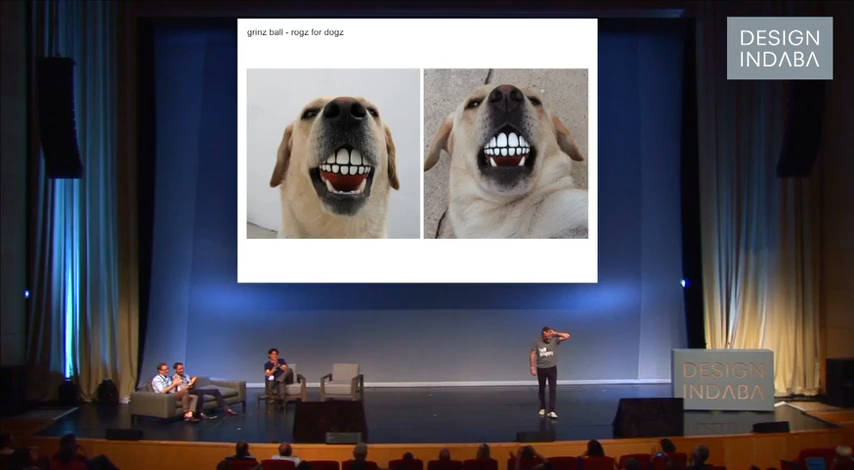 grinz ball - rogz for dogz
DESIGN
INDABA
DESIGN
INDABA